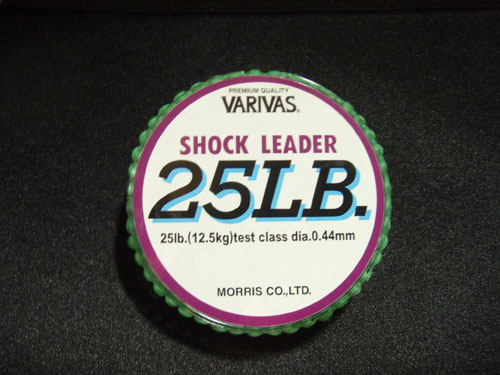 PREMIUM QUALITY
VARIVAS®
SHOCK LEADER
25LB.
25lb.(12.5kg)test class dia.0.44mm
MORRIS CO.,LTD.